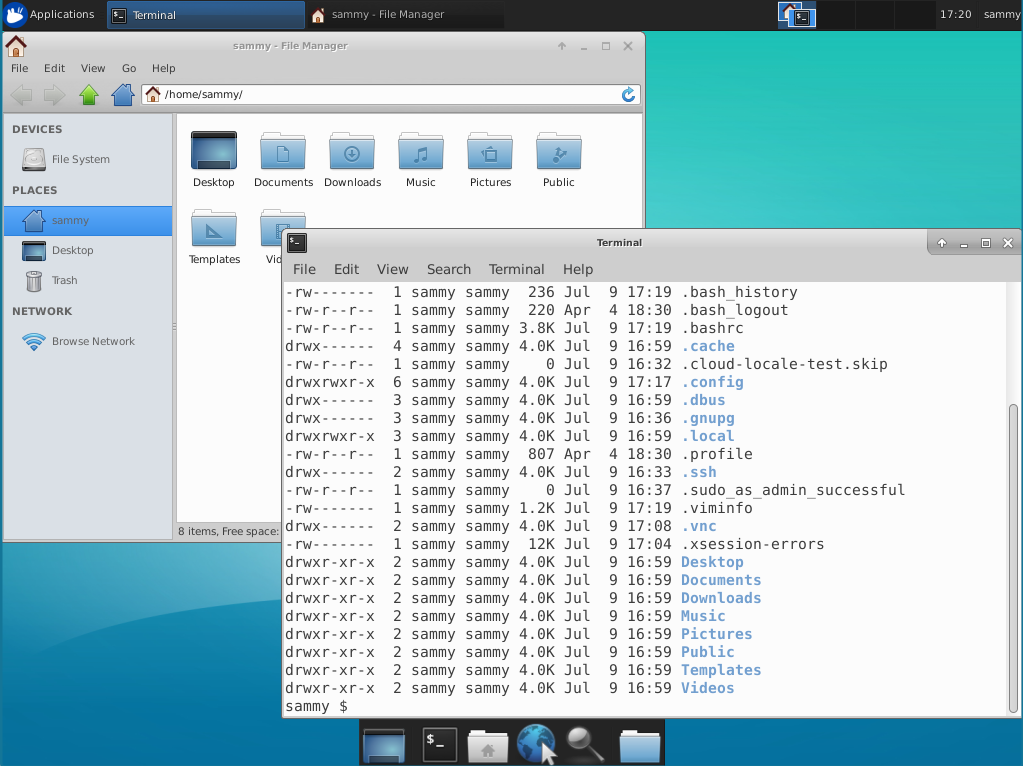 Applications Terminal sammy - File Manager 17:20 sammy
sammy - File Manager
File Edit View Go Help
/home/sammy/
DEVICES
File System
PLACES
sammy
Desktop
Trash
NETWORK
Browse Network
Desktop Documents Downloads Music Pictures Public
Templates
8 items, Free space:
Terminal
File Edit View Search Terminal Help
-rw-------  1 sammy sammy  236 Jul  9 17:19 .bash_history
-rw-r--r--  1 sammy sammy  220 Apr  4 18:30 .bash_logout
-rw-r--r--  1 sammy sammy 3.8K Jul  9 17:19 .bashrc
drwx------  4 sammy sammy 4.0K Jul  9 16:59 .cache
-rw-r--r--  1 sammy sammy    0 Jul  9 16:32 .cloud-locale-test.skip
drwxrwxr-x  6 sammy sammy 4.0K Jul  9 17:17 .config
drwx------  3 sammy sammy 4.0K Jul  9 16:59 .dbus
drwx------  3 sammy sammy 4.0K Jul  9 16:36 .gnupg
drwxrwxr-x  3 sammy sammy 4.0K Jul  9 16:59 .local
-rw-r--r--  1 sammy sammy  807 Apr  4 18:30 .profile
drwx------  2 sammy sammy 4.0K Jul  9 16:33 .ssh
-rw-r--r--  1 sammy sammy    0 Jul  9 16:37 .sudo_as_admin_successful
-rw-------  1 sammy sammy 1.2K Jul  9 17:19 .viminfo
drwx------  2 sammy sammy 4.0K Jul  9 17:08 .vnc
-rw-------  1 sammy sammy  12K Jul  9 17:04 .xsession-errors
drwxr-xr-x  2 sammy sammy 4.0K Jul  9 16:59 Desktop
drwxr-xr-x  2 sammy sammy 4.0K Jul  9 16:59 Documents
drwxr-xr-x  2 sammy sammy 4.0K Jul  9 16:59 Downloads
drwxr-xr-x  2 sammy sammy 4.0K Jul  9 16:59 Music
drwxr-xr-x  2 sammy sammy 4.0K Jul  9 16:59 Pictures
drwxr-xr-x  2 sammy sammy 4.0K Jul  9 16:59 Public
drwxr-xr-x  2 sammy sammy 4.0K Jul  9 16:59 Templates
drwxr-xr-x  2 sammy sammy 4.0K Jul  9 16:59 Videos
sammy $